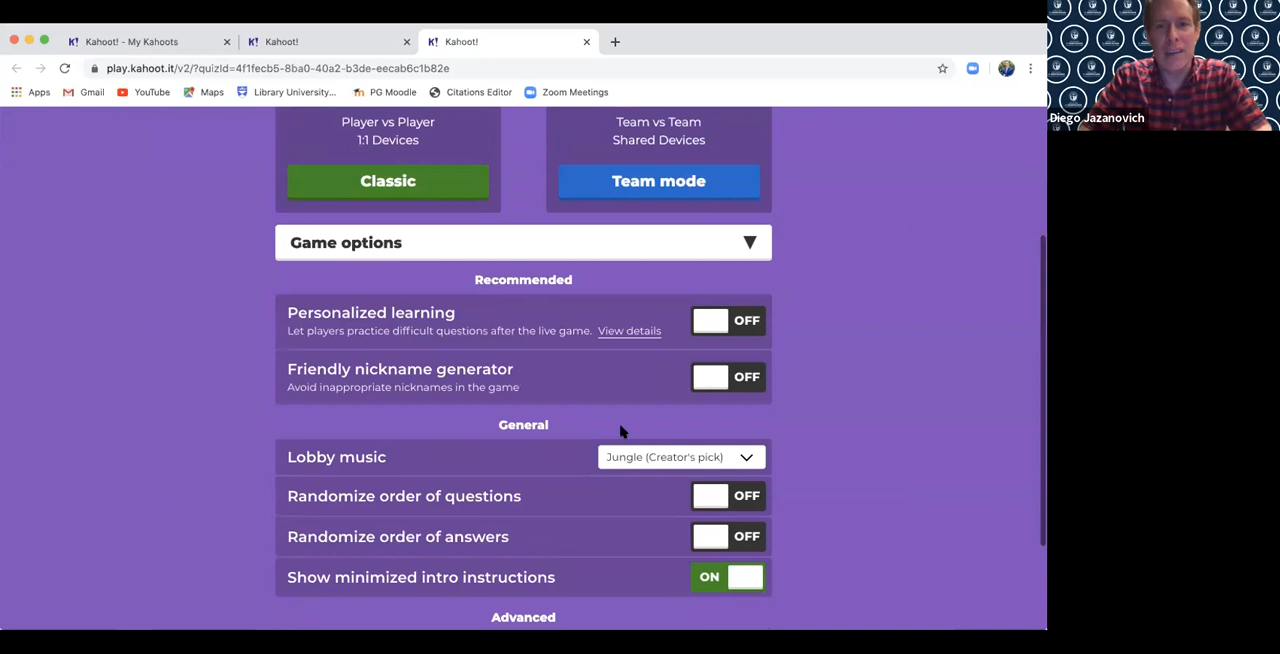 Kahoot! - My Kahoots
Kahoot!
Kahoot!
play.kahoot.it/v2/?quizId=4f1fecb5-8ba0-40a2-b3de-eecab6c1b82e
Apps
Gmail
YouTube
Maps
Library University...
PG Moodle
Citations Editor
Zoom Meetings
Diego Jazanovich
Player vs Player
1:1 Devices
Classic
Team vs Team
Shared Devices
Team mode
Game options
Recommended
Personalized learning
Let players practice difficult questions after the live game. View details
OFF
Friendly nickname generator
Avoid inappropriate nicknames in the game
OFF
General
Lobby music
Jungle (Creator's pick)
Randomize order of questions
OFF
Randomize order of answers
OFF
Show minimized intro instructions
ON
Advanced